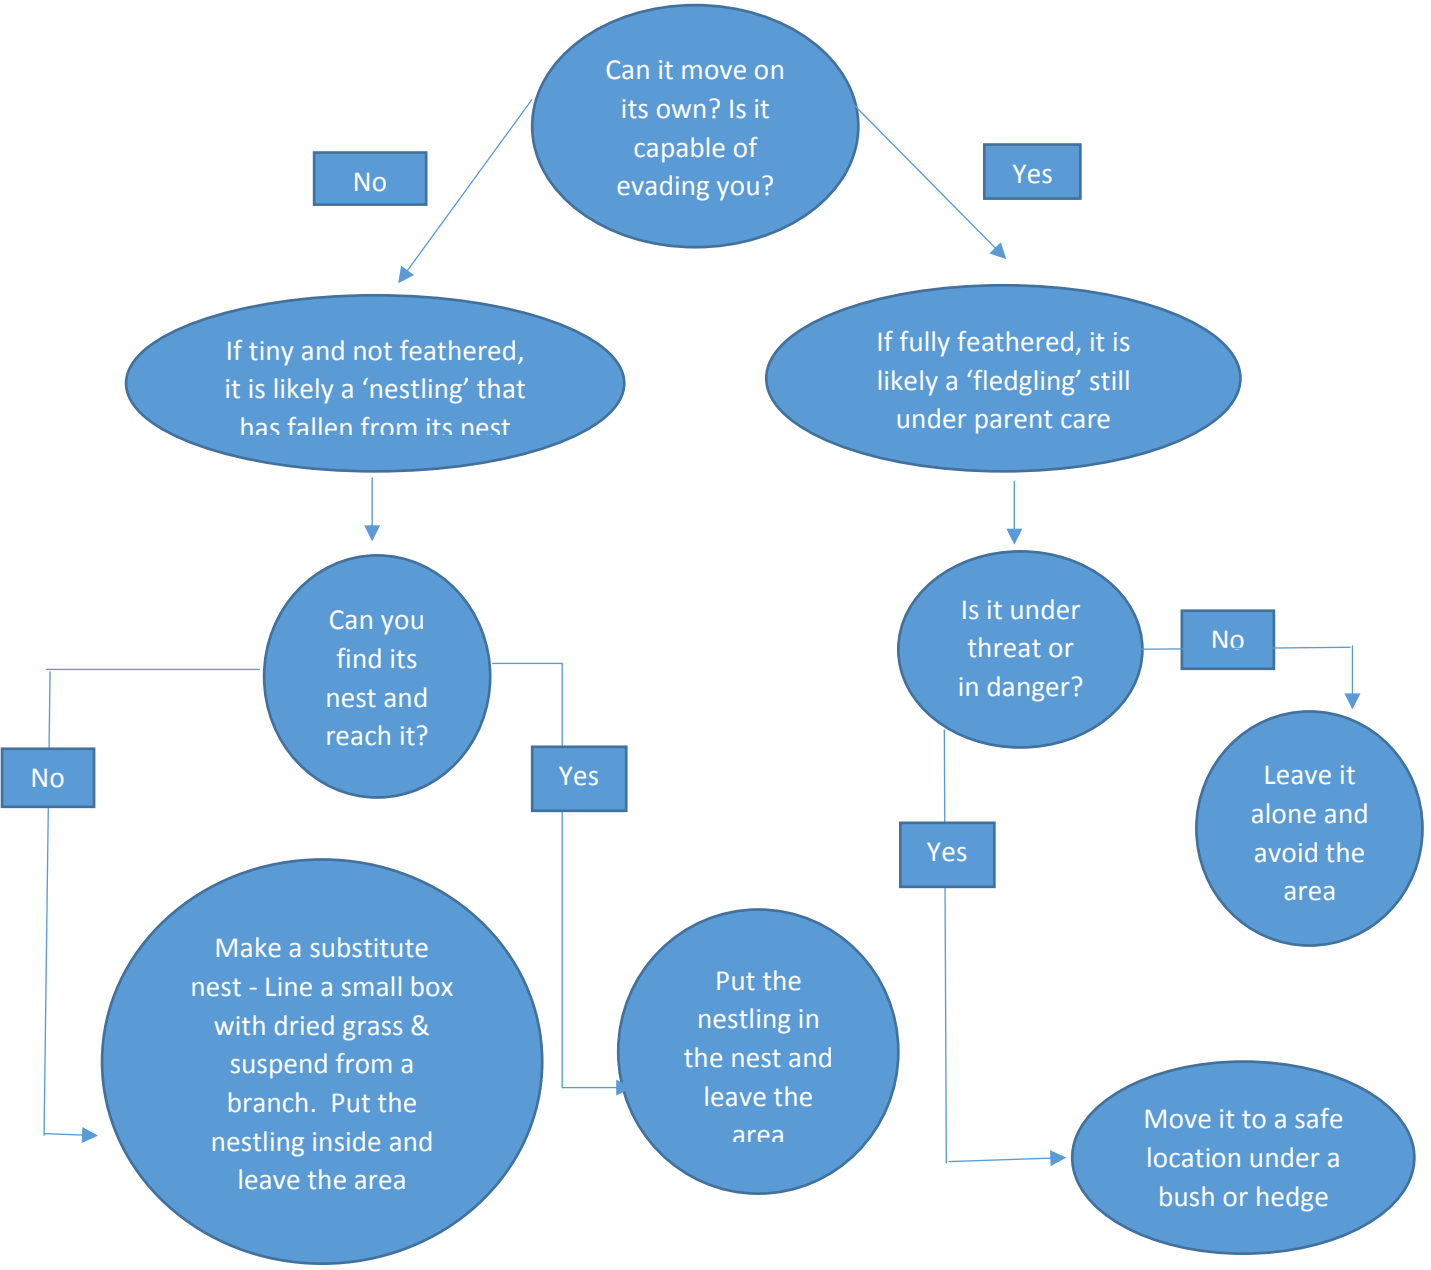 Can it move on
its own? Is it
capable of
evading you?
No
Yes
If tiny and not feathered,
it is likely a ‘nestling’ that
has fallen from its nest
If fully feathered, it is
likely a ‘fledgling’ still
under parent care
Can you
find its
nest and
reach it?
Is it under
threat or
in danger?
No
No
Yes
Leave it
alone and
avoid the
area
Yes
Make a substitute
nest - Line a small box
with dried grass &
suspend from a
branch.  Put the
nestling inside and
leave the area
Put the
nestling in
the nest and
leave the
area
Move it to a safe
location under a
bush or hedge